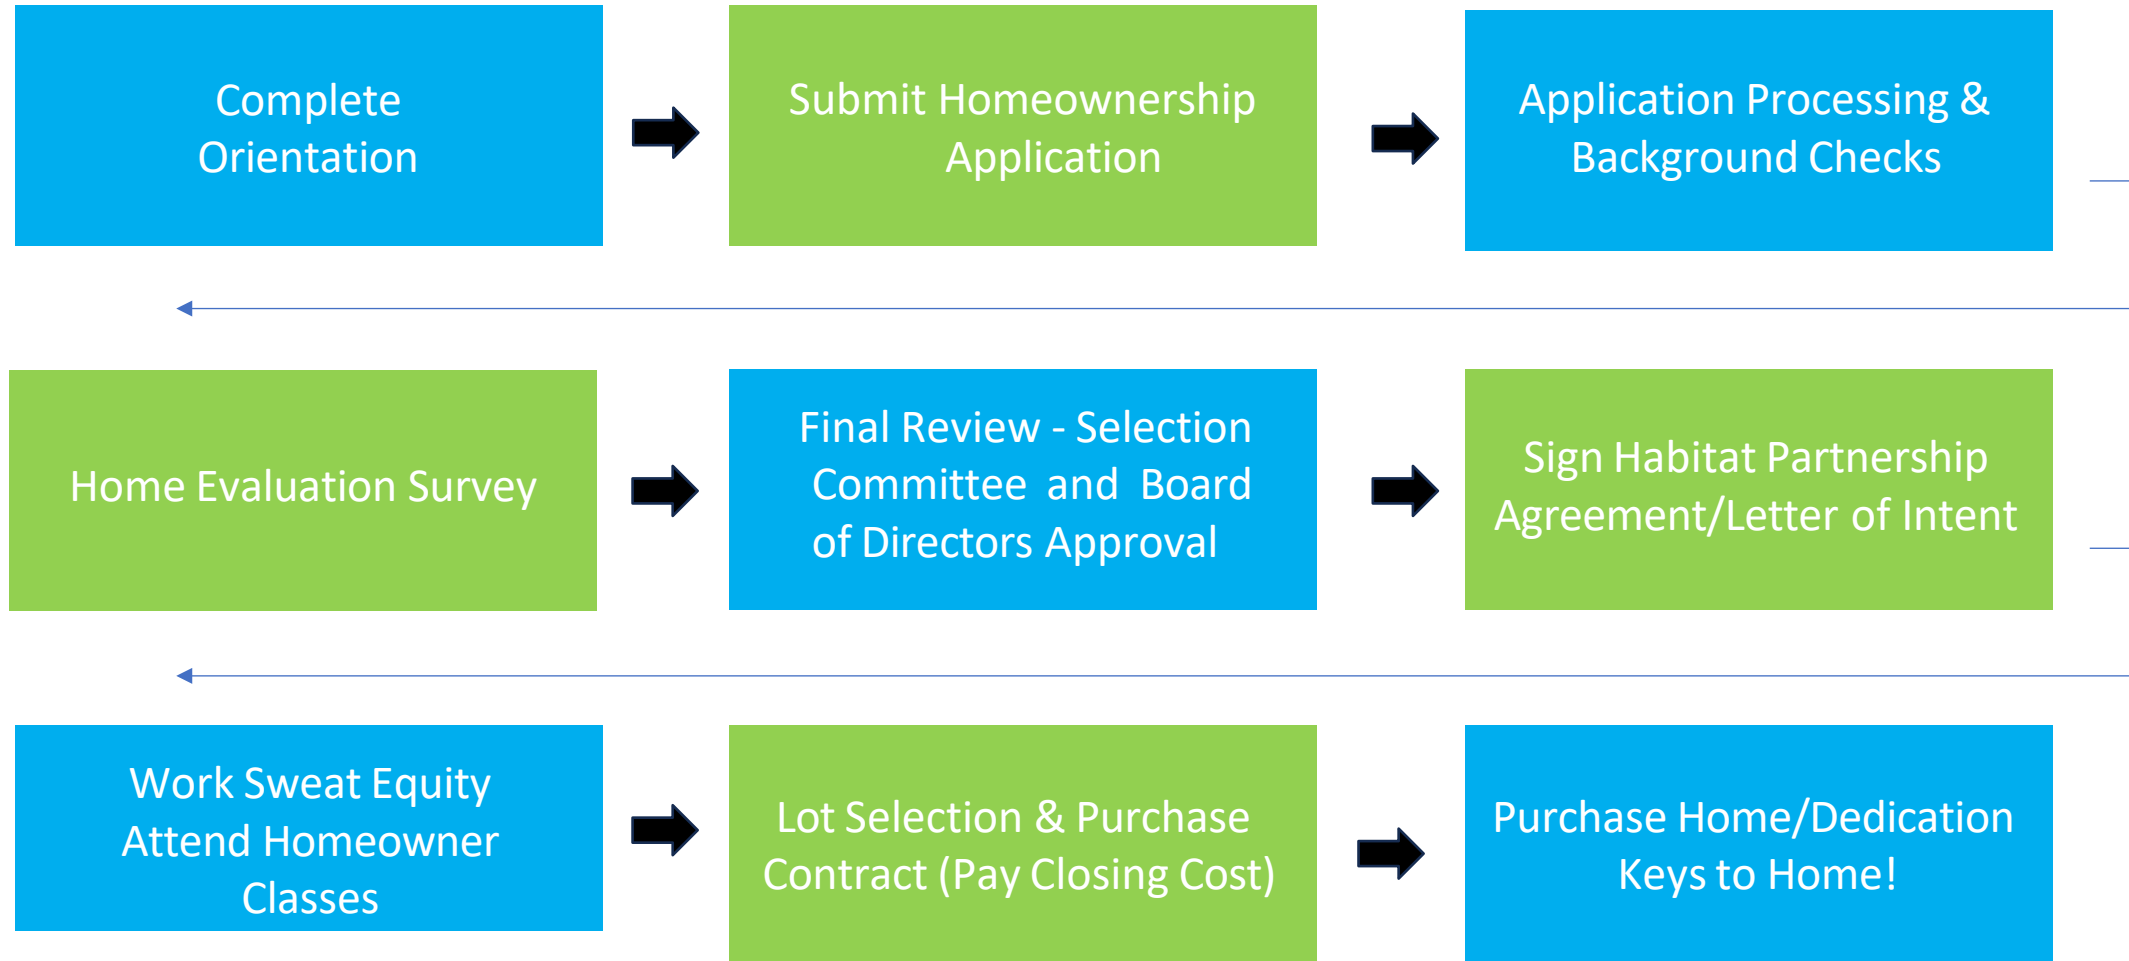 Complete
Orientation
Submit Homeownership
Application
Application Processing &
Background Checks
Home Evaluation Survey
Final Review - Selection
Committee and Board
of Directors Approval
Sign Habitat Partnership
Agreement/Letter of Intent
Work Sweat Equity
Attend Homeowner
Classes
Lot Selection & Purchase
Contract (Pay Closing Cost)
Purchase Home/Dedication
Keys to Home!